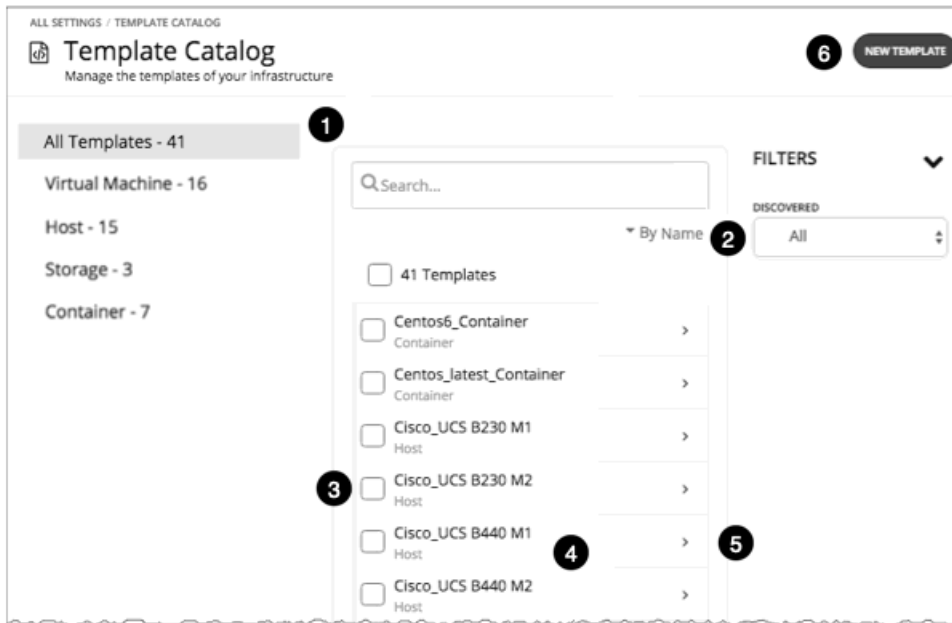 ALL SETTINGS / TEMPLATE CATALOG
Template Catalog
Manage the templates of your infrastructure
6
NEW TEMPLATE
All Templates - 41
Virtual Machine - 16
Host - 15
Storage - 3
Container - 7
1
Search...
By Name
41 Templates
Centos6_Container
Container
Centos_latest_Container
Container
Cisco_UCS B230 M1
Host
3
Cisco_UCS B230 M2
Host
Cisco_UCS B440 M1
Host
4
5
Cisco_UCS B440 M2
Host
FILTERS
DISCOVERED
2
All